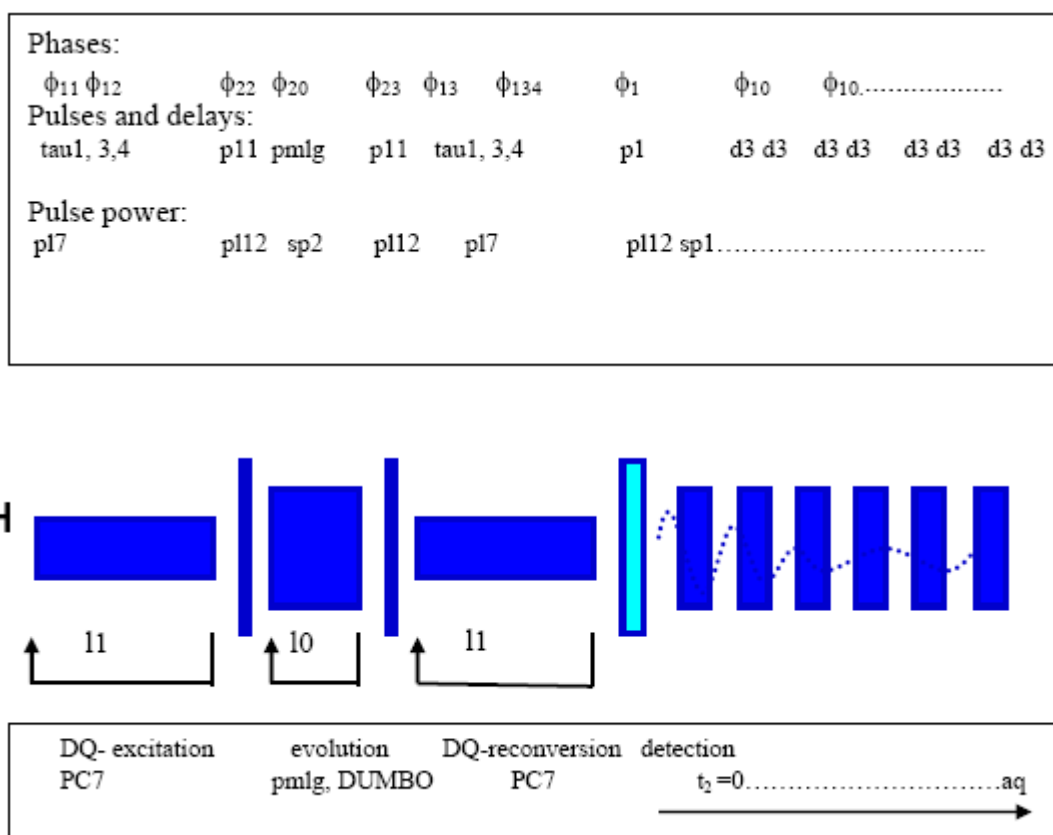 Phases:
ϕ11 ϕ12 ϕ22 ϕ20 ϕ23 ϕ13 ϕ134 ϕ1 ϕ10 ϕ10...................
Pulses and delays:
tau1, 3,4 p11 pmlg p11 tau1, 3,4 p1 d3 d3 d3 d3 d3 d3 d3 d3
Pulse power:
pl7 pl12 sp2 pl12 pl7 pl12 sp1…………………………..
H
l1 l0 l1
DQ- excitation evolution DQ-reconversion detection
PC7 pmlg, DUMBO PC7 t2 =0…………………………aq